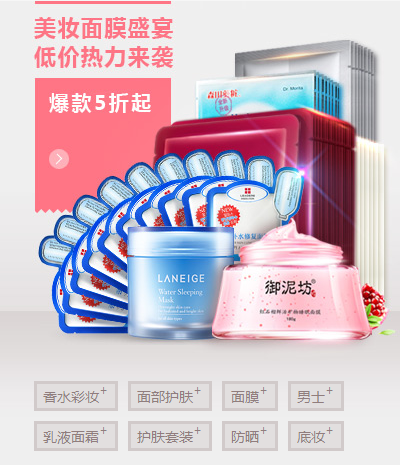 美妆面膜盛宴
低价热力来袭
爆款5折起
森田药粧
Dr. Morita
LANEIGE
Water Sleeping
Mask
御泥坊
香水彩妆+
面部护肤+
面膜+
男士+
乳液面霜+
护肤套装+
防晒+
底妆+